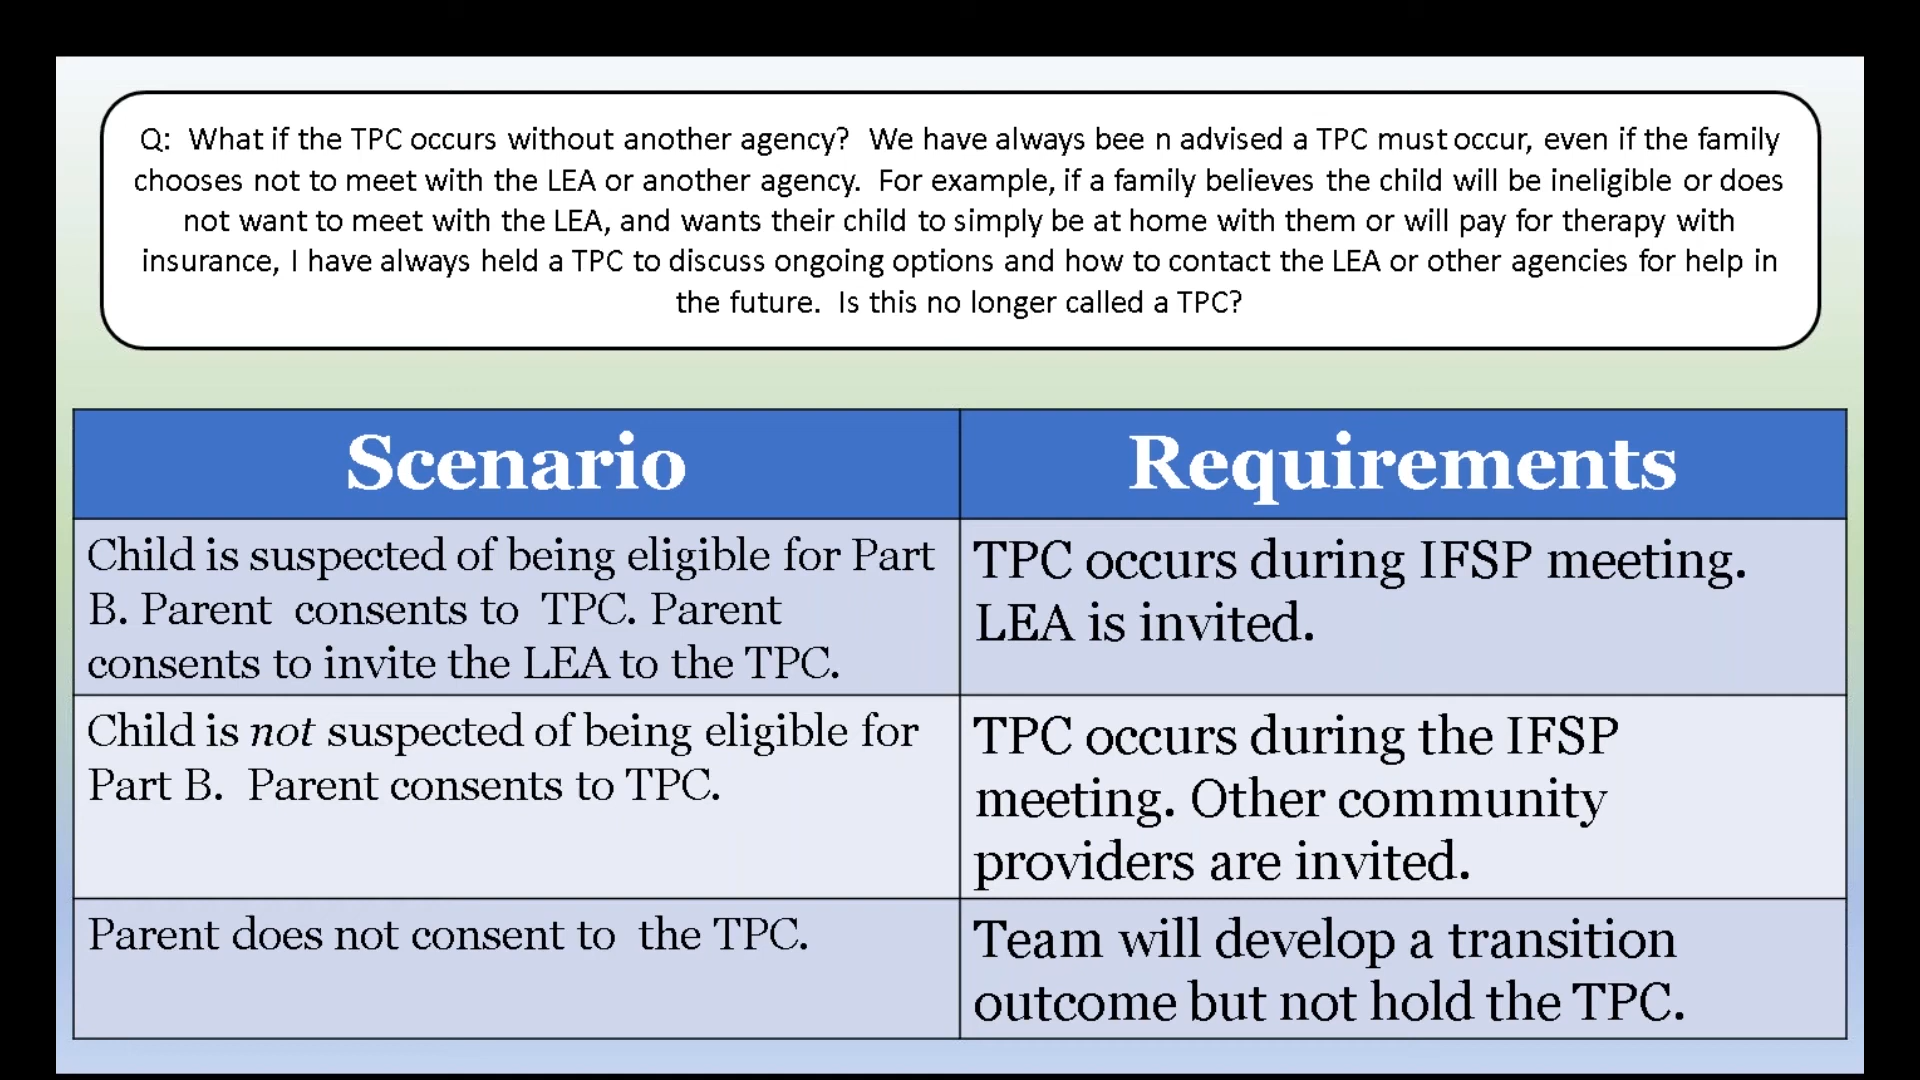 Q:  What if the TPC occurs without another agency?  We have always bee n advised a TPC must occur, even if the family
chooses not to meet with the LEA or another agency.  For example, if a family believes the child will be ineligible or does
not want to meet with the LEA, and wants their child to simply be at home with them or will pay for therapy with
insurance, I have always held a TPC to discuss ongoing options and how to contact the LEA or other agencies for help in
the future.  Is this no longer called a TPC?
Scenario
Requirements
Child is suspected of being eligible for Part
B. Parent  consents to  TPC. Parent
consents to invite the LEA to the TPC.
TPC occurs during IFSP meeting.
LEA is invited.
Child is not suspected of being eligible for
Part B.  Parent consents to TPC.
TPC occurs during the IFSP
meeting. Other community
providers are invited.
Parent does not consent to  the TPC.
Team will develop a transition
outcome but not hold the TPC.